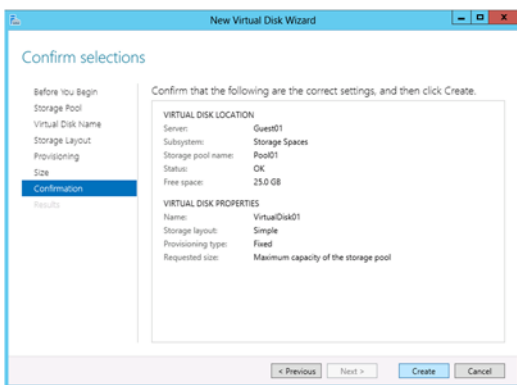 New Virtual Disk Wizard
Confirm selections
Before You Begin
Storage Pool
Virtual Disk Name
Storage Layout
Provisioning
Size
Confirmation
Results
Confirm that the following are the correct settings, and then click Create.
VIRTUAL DISK LOCATION
Server: Guest01
Subsystem: Storage Spaces
Storage pool name: Pool01
Status: OK
Free space: 25.0 GB
VIRTUAL DISK PROPERTIES
Name: VirtualDisk01
Storage layout: Simple
Provisioning type: Fixed
Requested size: Maximum capacity of the storage pool
< Previous Next > Create Cancel